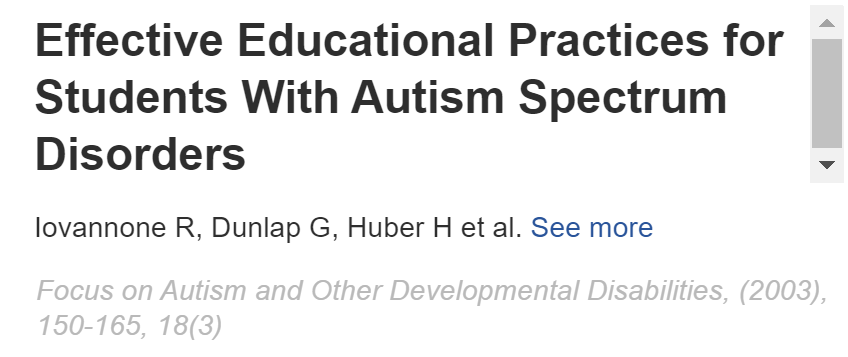 Effective Educational Practices for
Students With Autism Spectrum
Disorders
Iovannone R, Dunlap G, Huber H et al. See more
Focus on Autism and Other Developmental Disabilities, (2003),
150-165, 18(3)